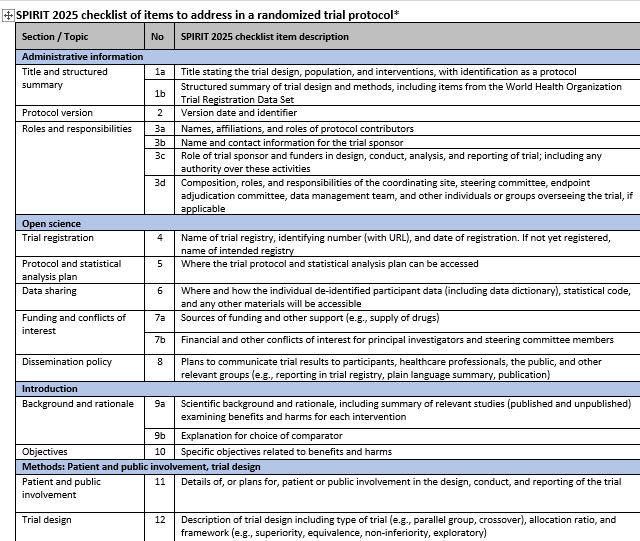 SPIRIT 2025 checklist of items to address in a randomized trial protocol*
Section / Topic No SPIRIT 2025 checklist item description
Administrative information
Title and structured summary 1a Title stating the trial design, population, and interventions, with identification as a protocol
1b Structured summary of trial design and methods, including items from the World Health Organization
Trial Registration Data Set
Protocol version 2 Version date and identifier
Roles and responsibilities 3a Names, affiliations, and roles of protocol contributors
3b Name and contact information for the trial sponsor
3c Role of trial sponsor and funders in design, conduct, analysis, and reporting of trial; including any
authority over these activities
3d Composition, roles, and responsibilities of the coordinating site, steering committee, endpoint
adjudication committee, data management team, and other individuals or groups overseeing the trial, if
applicable
Open science
Trial registration 4 Name of trial registry, identifying number (with URL), and date of registration. If not yet registered,
name of intended registry
Protocol and statistical analysis plan 5 Where the trial protocol and statistical analysis plan can be accessed
Data sharing 6 Where and how the individual de-identified participant data (including data dictionary), statistical code,
and any other materials will be accessible
Funding and conflicts of interest 7a Sources of funding and other support (e.g., supply of drugs)
7b Financial and other conflicts of interest for principal investigators and steering committee members
Dissemination policy 8 Plans to communicate trial results to participants, healthcare professionals, the public, and other
relevant groups (e.g., reporting in trial registry, plain language summary, publication)
Introduction
Background and rationale 9a Scientific background and rationale, including summary of relevant studies (published and unpublished)
examining benefits and harms for each intervention
9b Explanation for choice of comparator
Objectives 10 Specific objectives related to benefits and harms
Methods: Patient and public involvement, trial design
Patient and public involvement 11 Details of, or plans for, patient or public involvement in the design, conduct, and reporting of the trial
Trial design 12 Description of trial design including type of trial (e.g., parallel group, crossover), allocation ratio, and
framework (e.g., superiority, equivalence, non-inferiority, exploratory)